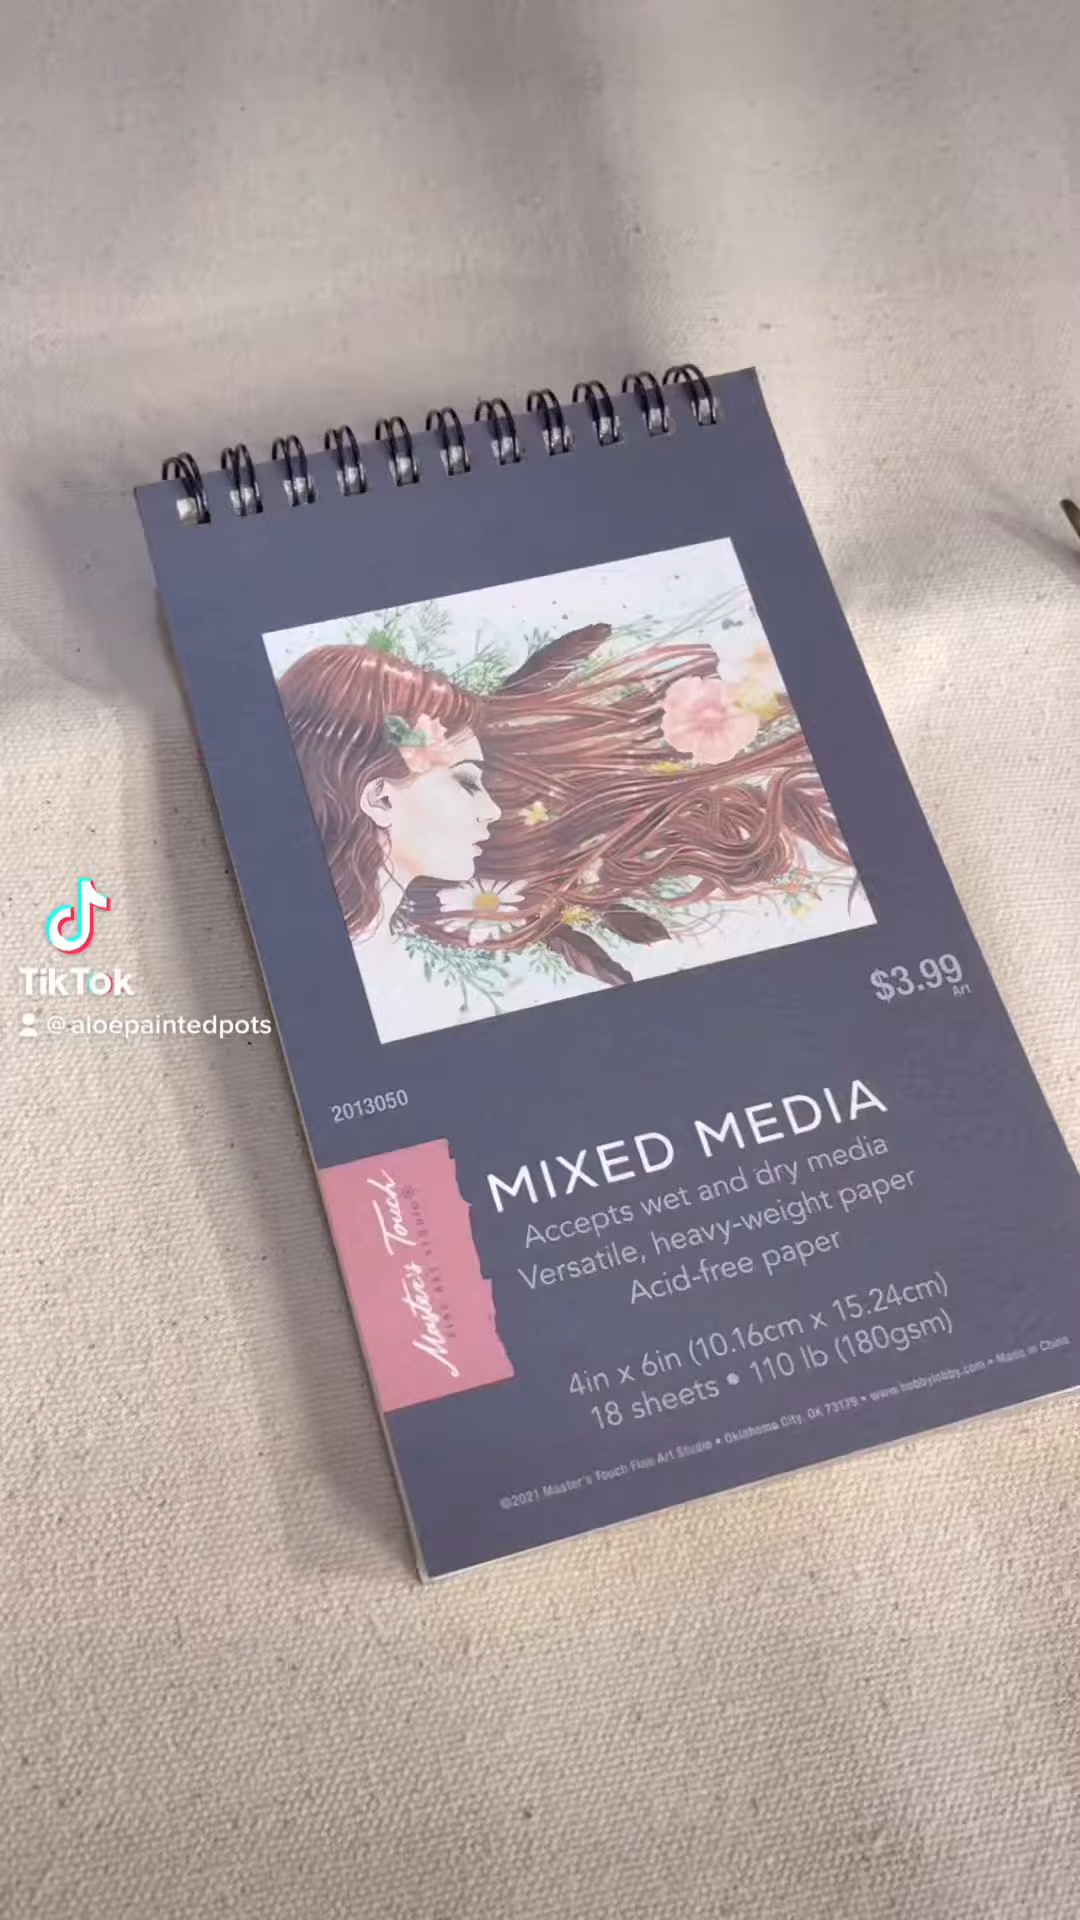 $3.99
Art
2013050
MIXED MEDIA
Accepts wet and dry media
Versatile, heavy-weight paper
Acid-free paper
Master's Touch
FINE ART STUDIO®
4in x 6in (10.16cm x 15.24cm)
18 sheets • 110 lb (180gsm)
©2021 Master's Touch Fine Art Studio • Oklahoma City, OK 73179 • www.hobbylobby.com • Made in China
TikTok
@aloepaintedpots